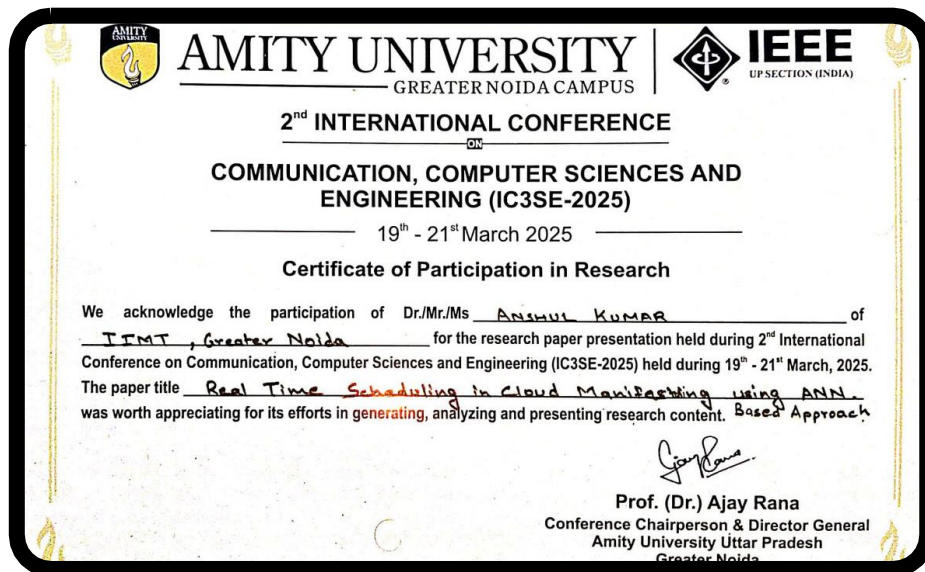 AMITY
UNIVERSITY
AMITY UNIVERSITY
GREATER NOIDA CAMPUS
IEEE
UP SECTION (INDIA)
2nd INTERNATIONAL CONFERENCE
ON
COMMUNICATION, COMPUTER SCIENCES AND
ENGINEERING (IC3SE-2025)
19th - 21st March 2025
Certificate of Participation in Research
We acknowledge the participation of Dr./Mr./Ms ANSHUL KUMAR of
IIMT, Greater Noida for the research paper presentation held during 2nd International
Conference on Communication, Computer Sciences and Engineering (IC3SE-2025) held during 19th - 21st March, 2025.
The paper title Real Time Scheduling in Cloud Manifasting using ANN.
was worth appreciating for its efforts in generating, analyzing and presenting research content. Based Approach
Prof. (Dr.) Ajay Rana
Conference Chairperson & Director General
Amity University Uttar Pradesh
Greater Noida